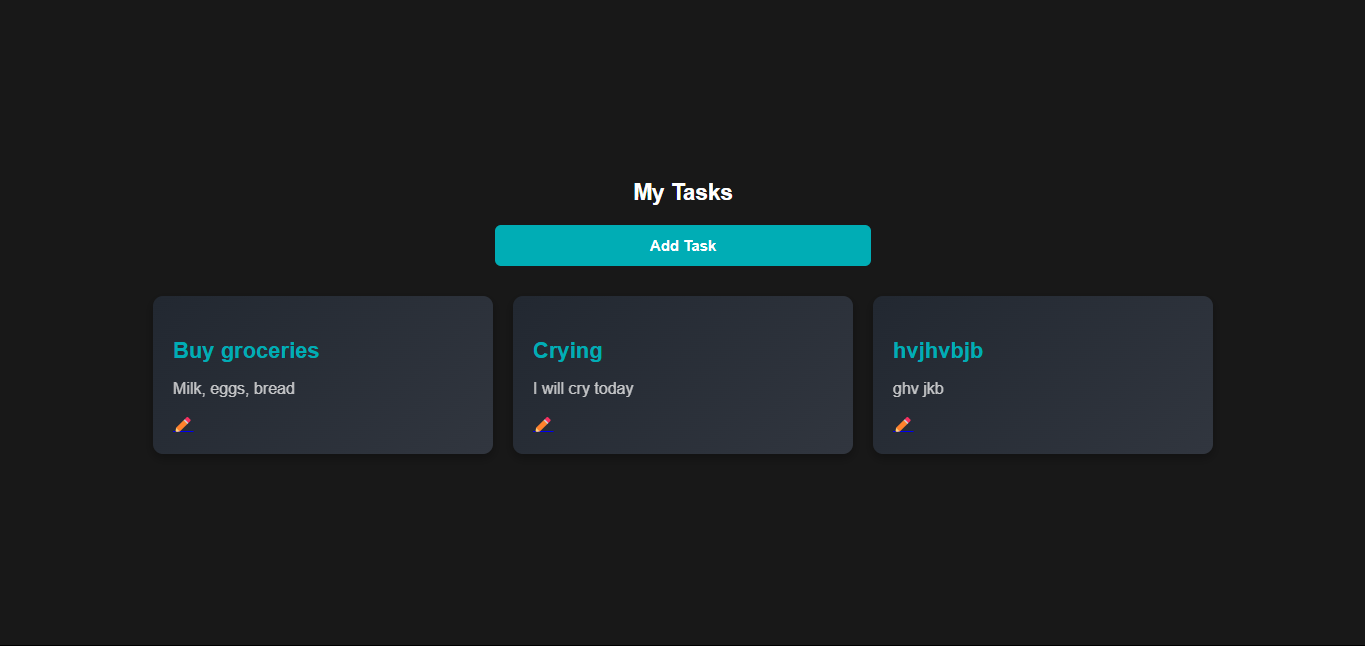 My Tasks
Add Task
Buy groceries
Milk, eggs, bread
Crying
I will cry today
hvjhvbjb
ghv jkb